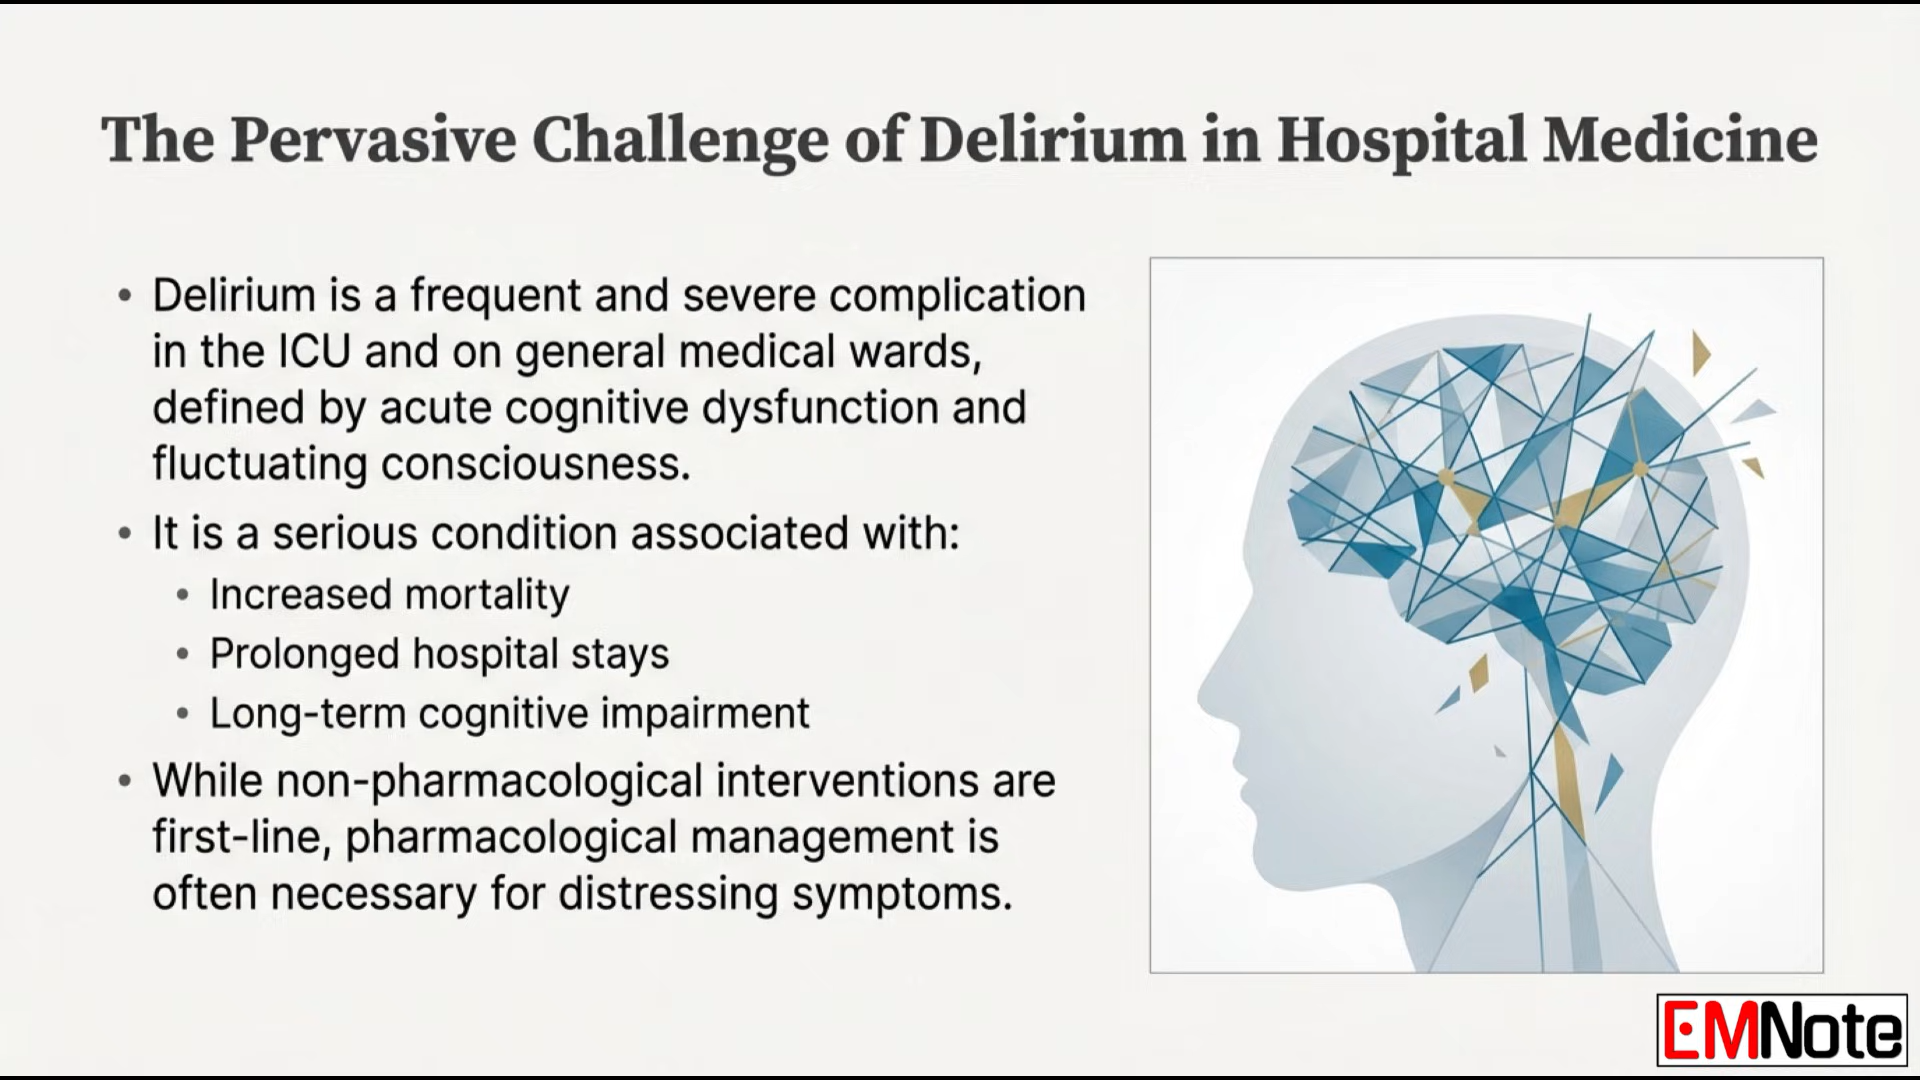 The Pervasive Challenge of Delirium in Hospital Medicine
• Delirium is a frequent and severe complication
in the ICU and on general medical wards,
defined by acute cognitive dysfunction and
fluctuating consciousness.
• It is a serious condition associated with:
• Increased mortality
• Prolonged hospital stays
• Long-term cognitive impairment
• While non-pharmacological interventions are
first-line, pharmacological management is
often necessary for distressing symptoms.
EMNote